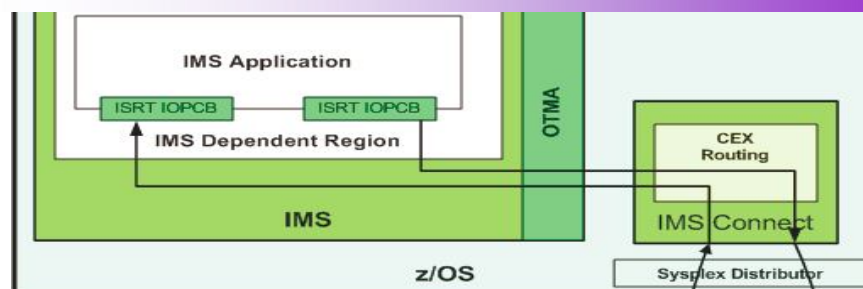 IMS Application
ISRT IOPCB
ISRT IOPCB
IMS Dependent Region
OTMA
CEX
Routing
IMS
IMS Connect
z/OS
Sysplex Distributor